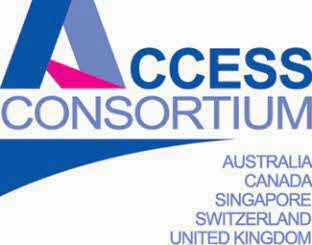 ACCESS
CONSORTIUM
AUSTRALIA
CANADA
SINGAPORE
SWITZERLAND
UNITED KINGDOM